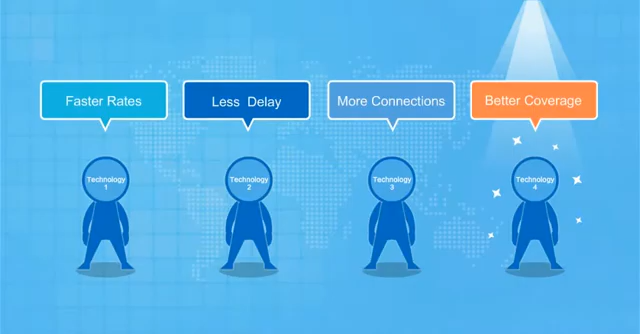 Faster Rates
Less Delay
More Connections
Better Coverage
Technology
1
Technology
2
Technology
3
Technology
4